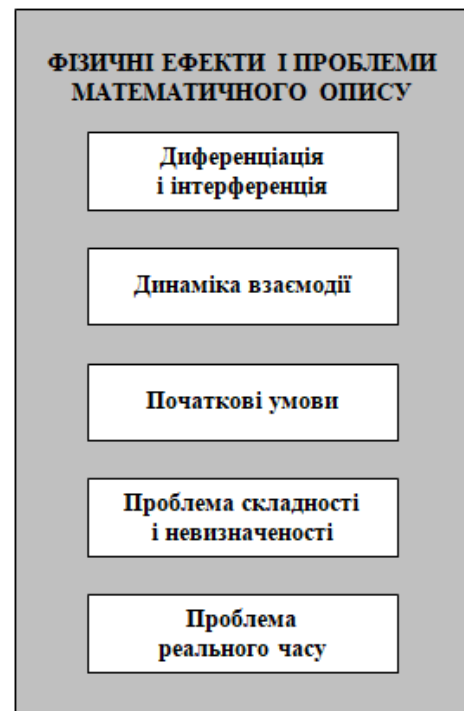 ФІЗИЧНІ ЕФЕКТИ І ПРОБЛЕМИ
МАТЕМАТИЧНОГО ОПИСУ
Диференціація
і інтерференція
Динаміка взаємодії
Початкові умови
Проблема складності
і невизначеності
Проблема
реального часу